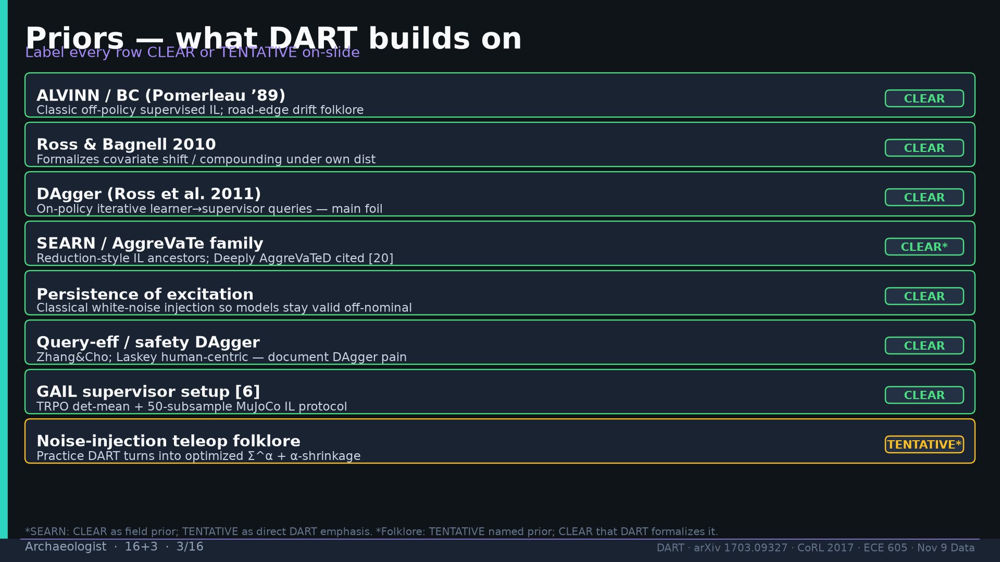 Priors — what DART builds on
Label every row CLEAR or TENTATIVE on-slide
ALVINN / BC (Pomerleau ’89)
Classic off-policy supervised IL; road-edge drift folklore
CLEAR
Ross & Bagnell 2010
Formalizes covariate shift / compounding under own dist
CLEAR
DAgger (Ross et al. 2011)
On-policy iterative learner→supervisor queries — main foil
CLEAR
SEARN / AggreVaTe family
Reduction-style IL ancestors; Deeply AggreVaTeD cited [20]
CLEAR*
Persistence of excitation
Classical white-noise injection so models stay valid off-nominal
CLEAR
Query-eff / safety DAgger
Zhang&Cho; Laskey human-centric — document DAgger pain
CLEAR
GAIL supervisor setup [6]
TRPO det-mean + 50-subsample MuJoCo IL protocol
CLEAR
Noise-injection teleop folklore
Practice DART turns into optimized Σ^α + α-shrinkage
TENTATIVE*
*SEARN: CLEAR as field prior; TENTATIVE as direct DART emphasis. *Folklore: TENTATIVE named prior; CLEAR that DART formalizes it.
Archaeologist · 16+3 · 3/16
DART · arXiv 1703.09327 · CoRL 2017 · ECE 605 · Nov 9 Data